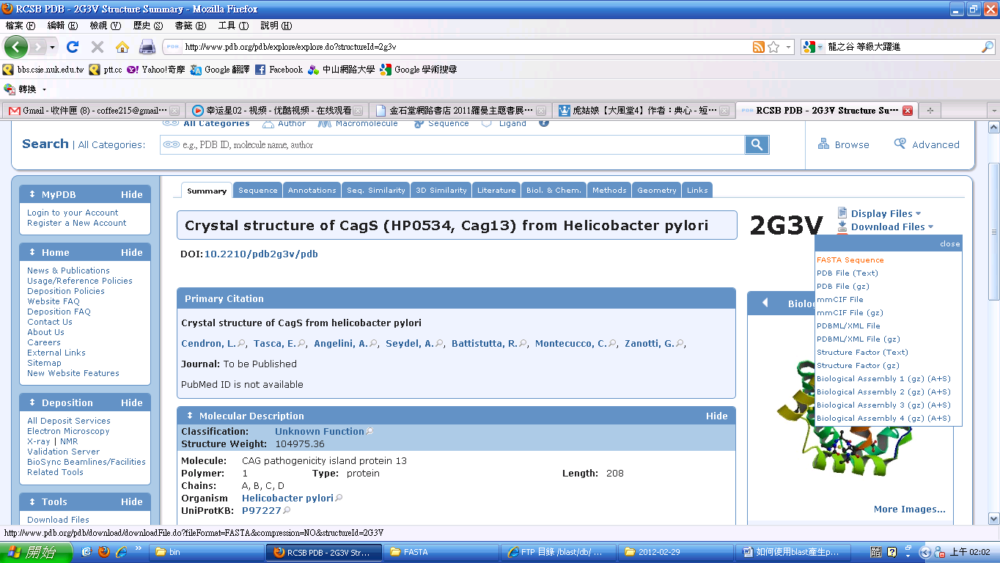 RCSB PDB - 2G3V Structure Summary - Mozilla Firefox
檔案(F) 編輯(E) 檢視(V) 歷史(S) 書籤(B) 工具(T) 說明(H)
http://www.pdb.org/pdb/explore/explore.do?structureId=2g3v
龍之谷 等級大躍進
bbs.csie.nuk.edu.tw ptt.cc Yahoo!奇摩 Google 翻譯 Facebook 中山網路大學 Google 學術搜尋
轉換
Gmail - 收件匣 (8) - coffee215@gmail… 幸运星02 - 视频 - 优酷视频 - 在线观看 金石堂網路書店 2011羅曼主題書展… 虎姑娘【大風堂4】作者：典心 - 短… RCSB PDB - 2G3V Structure Su…
All Categories Author Macromolecule Sequence Ligand
Search | All Categories: e.g., PDB ID, molecule name, author Browse Advanced
MyPDB Hide
Login to your Account
Register a New Account
Home Hide
News & Publications
Usage/Reference Policies
Deposition Policies
Website FAQ
Deposition FAQ
Contact Us
About Us
Careers
External Links
Sitemap
New Website Features
Deposition Hide
All Deposit Services
Electron Microscopy
X-ray | NMR
Validation Server
BioSync Beamlines/Facilities
Related Tools
Tools Hide
Download Files
Summary Sequence Annotations Seq. Similarity 3D Similarity Literature Biol. & Chem. Methods Geometry Links
Crystal structure of CagS (HP0534, Cag13) from Helicobacter pylori
DOI:10.2210/pdb2g3v/pdb
2G3V
Display Files
Download Files
close
FASTA Sequence
PDB File (Text)
PDB File (gz)
mmCIF File
mmCIF File (gz)
PDBML/XML File
PDBML/XML File (gz)
Structure Factor (Text)
Structure Factor (gz)
Biological Assembly 1 (gz) (A+S)
Biological Assembly 2 (gz) (A+S)
Biological Assembly 3 (gz) (A+S)
Biological Assembly 4 (gz) (A+S)
Primary Citation
Crystal structure of CagS from helicobacter pylori
Cendron, L., Tasca, E., Angelini, A., Seydel, A., Battistutta, R., Montecucco, C., Zanotti, G.,
Journal: To be Published
PubMed ID is not available
Molecular Description Hide
Classification: Unknown Function
Structure Weight: 104975.36
Molecule: CAG pathogenicity island protein 13
Polymer: 1 Type: protein Length: 208
Chains: A, B, C, D
Organism Helicobacter pylori
UniProtKB: P97227
Biolo
More Images...
http://www.pdb.org/pdb/download/downloadFile.do?fileFormat=FASTA&compression=NO&structureId=2G3V
開始 bin RCSB PDB - 2G3V Str... FASTA FTP 目錄 /blast/db/ ... 2012-02-29 如何使用blast產生p... 上午 02:02